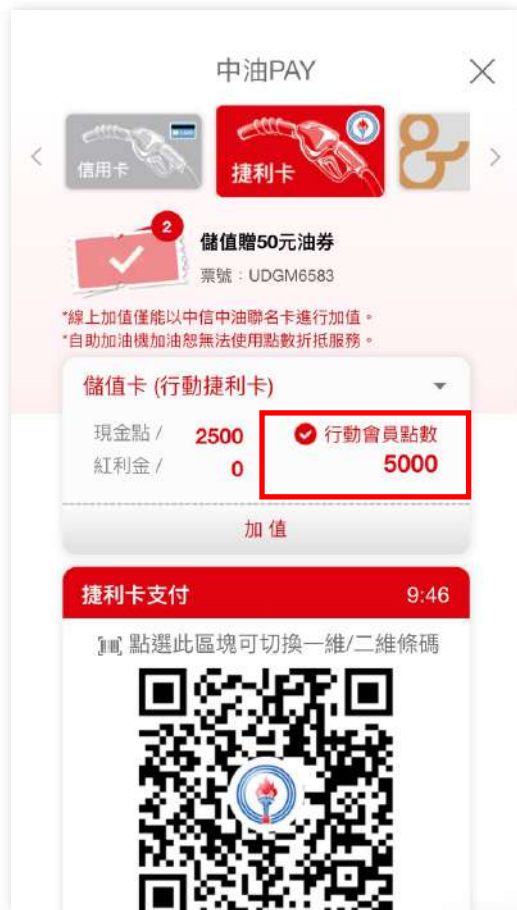 中油PAY
信用卡
捷利卡
2
儲值贈50元油券
票號：UDGM6583
*線上加值僅能以中信中油聯名卡進行加值。
*自助加油機加油恕無法使用點數折抵服務。
儲值卡 (行動捷利卡)
現金點 / 2500
行動會員點數
紅利金 / 0
5000
加 值
捷利卡支付 9:46
點選此區塊可切換一維/二維條碼